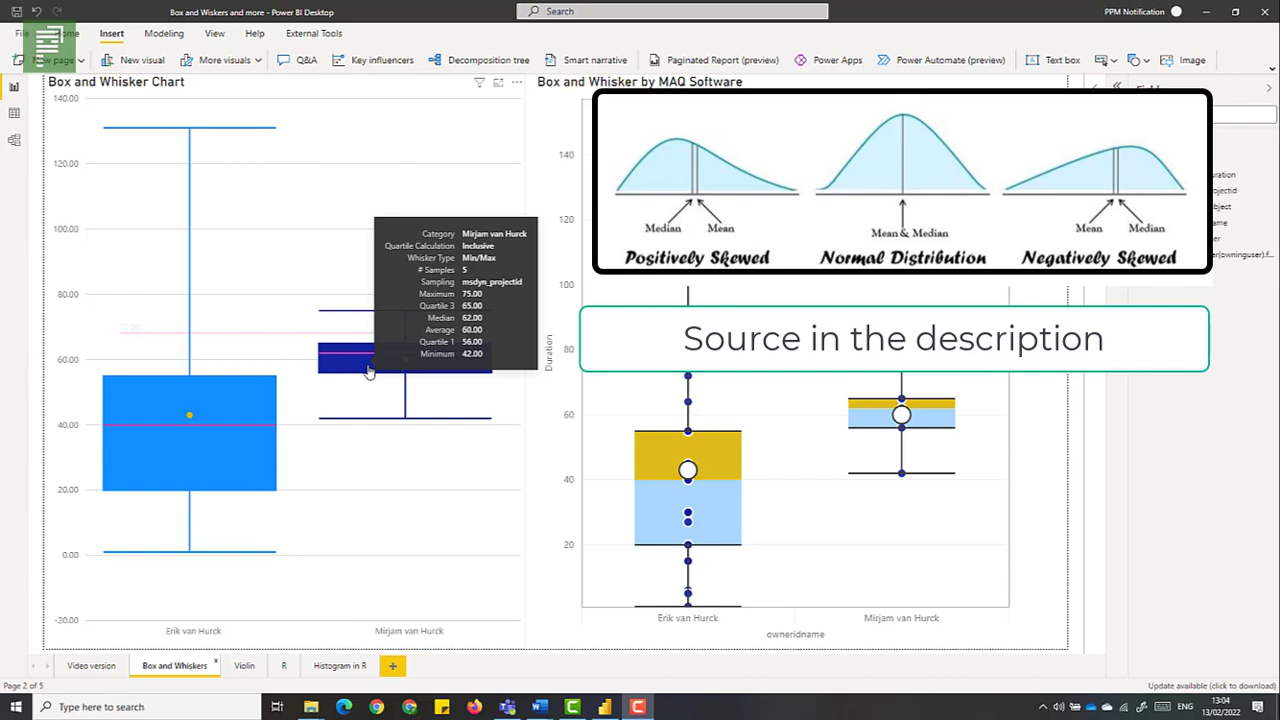 Box and Wiskers and more - Power BI Desktop
Search
PPM Notification
File
Home
Insert
Modeling
View
Help
External Tools
New page
New visual
More visuals
Q&A
Key influencers
Decomposition tree
Smart narrative
Paginated Report (preview)
Power Apps
Power Automate (preview)
Text box
Image
Box and Whisker Chart
140.00
120.00
100.00
80.00
60.00
40.00
20.00
0.00
-20.00
Erik van Hurck
Mirjam van Hurck
Category Mirjam van Hurck
Quartile Calculation Inclusive
Whisker Type Min/Max
# Samples 5
Sampling msdyn_projectid
Maximum 75.00
Quartile 3 65.00
Median 62.00
Average 60.00
Quartile 1 56.00
Minimum 42.00
Box and Whisker by MAQ Software
140
120
100
80
60
40
20
Duration
Erik van Hurck
Mirjam van Hurck
owneridname
Median
Mean
Positively Skewed
Mean & Median
Normal Distribution
Mean
Median
Negatively Skewed
Source in the description
uration
rojectid
bject
ame
er
er(owninguser).f...
Video version
Box and Whiskers
Violin
R
Histogram in R
Page 2 of 5
Update available (click to download)
Type here to search
ENG
13:04
13/02/2022